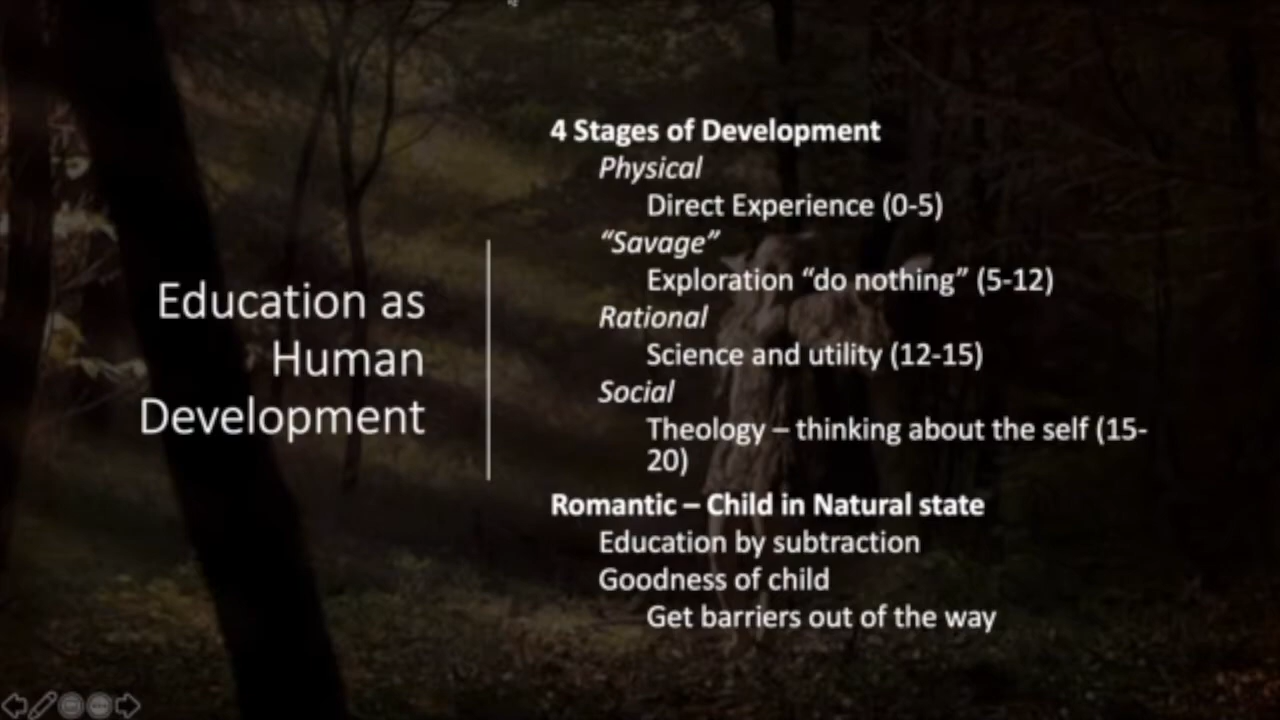 Education as
Human
Development
4 Stages of Development
Physical
Direct Experience (0-5)
“Savage”
Exploration “do nothing” (5-12)
Rational
Science and utility (12-15)
Social
Theology – thinking about the self (15-
20)
Romantic – Child in Natural state
Education by subtraction
Goodness of child
Get barriers out of the way